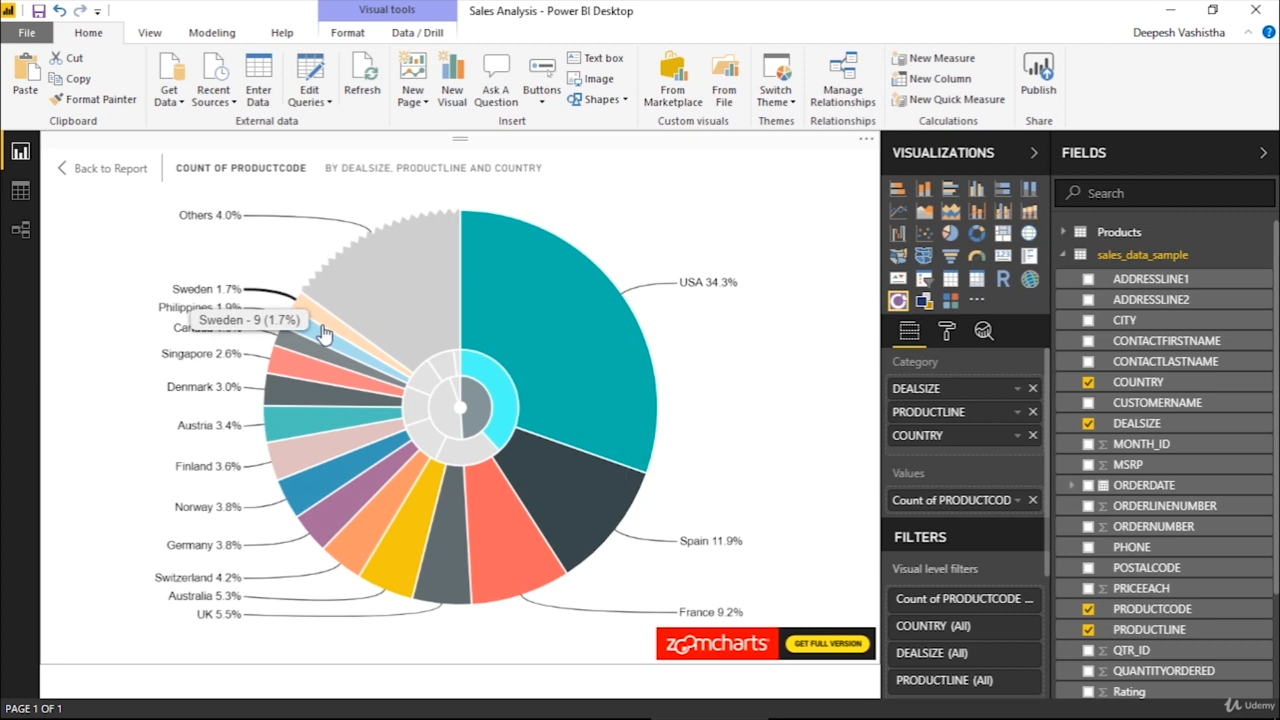 Visual tools
Sales Analysis - Power BI Desktop
File
Home
View
Modeling
Help
Format
Data / Drill
Deepesh Vashistha
Paste
Cut
Copy
Format Painter
Clipboard
Get Data
Recent Sources
Enter Data
Edit Queries
Refresh
External data
New Page
New Visual
Ask A Question
Buttons
Text box
Image
Shapes
Insert
From Marketplace
From File
Custom visuals
Switch Theme
Themes
Manage Relationships
Relationships
New Measure
New Column
New Quick Measure
Calculations
Publish
Share
Back to Report
COUNT OF PRODUCTCODE
BY DEALSIZE, PRODUCTLINE AND COUNTRY
Others 4.0%
Sweden 1.7%
Philippines 1.9%
Sweden - 9 (1.7%)
Singapore 2.6%
Denmark 3.0%
Austria 3.4%
Finland 3.6%
Norway 3.8%
Germany 3.8%
Switzerland 4.2%
Australia 5.3%
UK 5.5%
USA 34.3%
Spain 11.9%
France 9.2%
zoomcharts
GET FULL VERSION
VISUALIZATIONS
R
Category
DEALSIZE
PRODUCTLINE
COUNTRY
Values
Count of PRODUCTCOD
FILTERS
Visual level filters
Count of PRODUCTCODE ...
COUNTRY (All)
DEALSIZE (All)
PRODUCTLINE (All)
FIELDS
Search
Products
sales_data_sample
ADDRESSLINE1
ADDRESSLINE2
CITY
CONTACTFIRSTNAME
CONTACTLASTNAME
COUNTRY
CUSTOMERNAME
DEALSIZE
MONTH_ID
MSRP
ORDERDATE
ORDERLINENUMBER
ORDERNUMBER
PHONE
POSTALCODE
PRICEEACH
PRODUCTCODE
PRODUCTLINE
QTR_ID
QUANTITYORDERED
Rating
PAGE 1 OF 1
Udemy